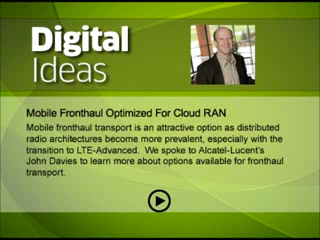 Digital
Ideas
Mobile Fronthaul Optimized For Cloud RAN
Mobile fronthaul transport is an attractive option as distributed
radio architectures become more prevalent, especially with the
transition to LTE-Advanced. We spoke to Alcatel-Lucent's
John Davies to learn more about options available for fronthaul
transport.